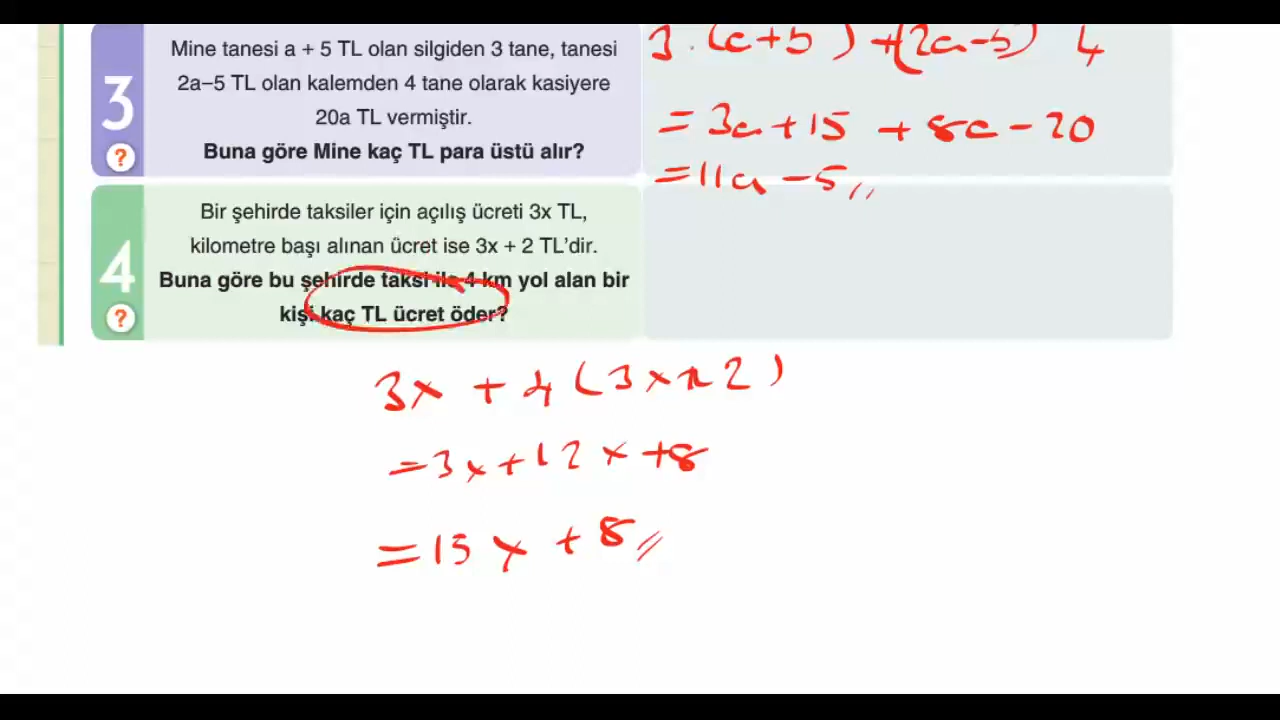 3
?
Mine tanesi a + 5 TL olan silgiden 3 tane, tanesi
2a–5 TL olan kalemden 4 tane olarak kasiyere
20a TL vermiştir.
Buna göre Mine kaç TL para üstü alır?
3 · (a+5) + (2a-5) 4
= 3a+15 + 8a - 20
= 11a - 5 //
4
?
Bir şehirde taksiler için açılış ücreti 3x TL,
kilometre başı alınan ücret ise 3x + 2 TL'dir.
Buna göre bu şehirde taksi ile 4 km yol alan bir
kişi kaç TL ücret öder?
3x + 4 (3x+2)
= 3x+12x+8
= 15x + 8 //